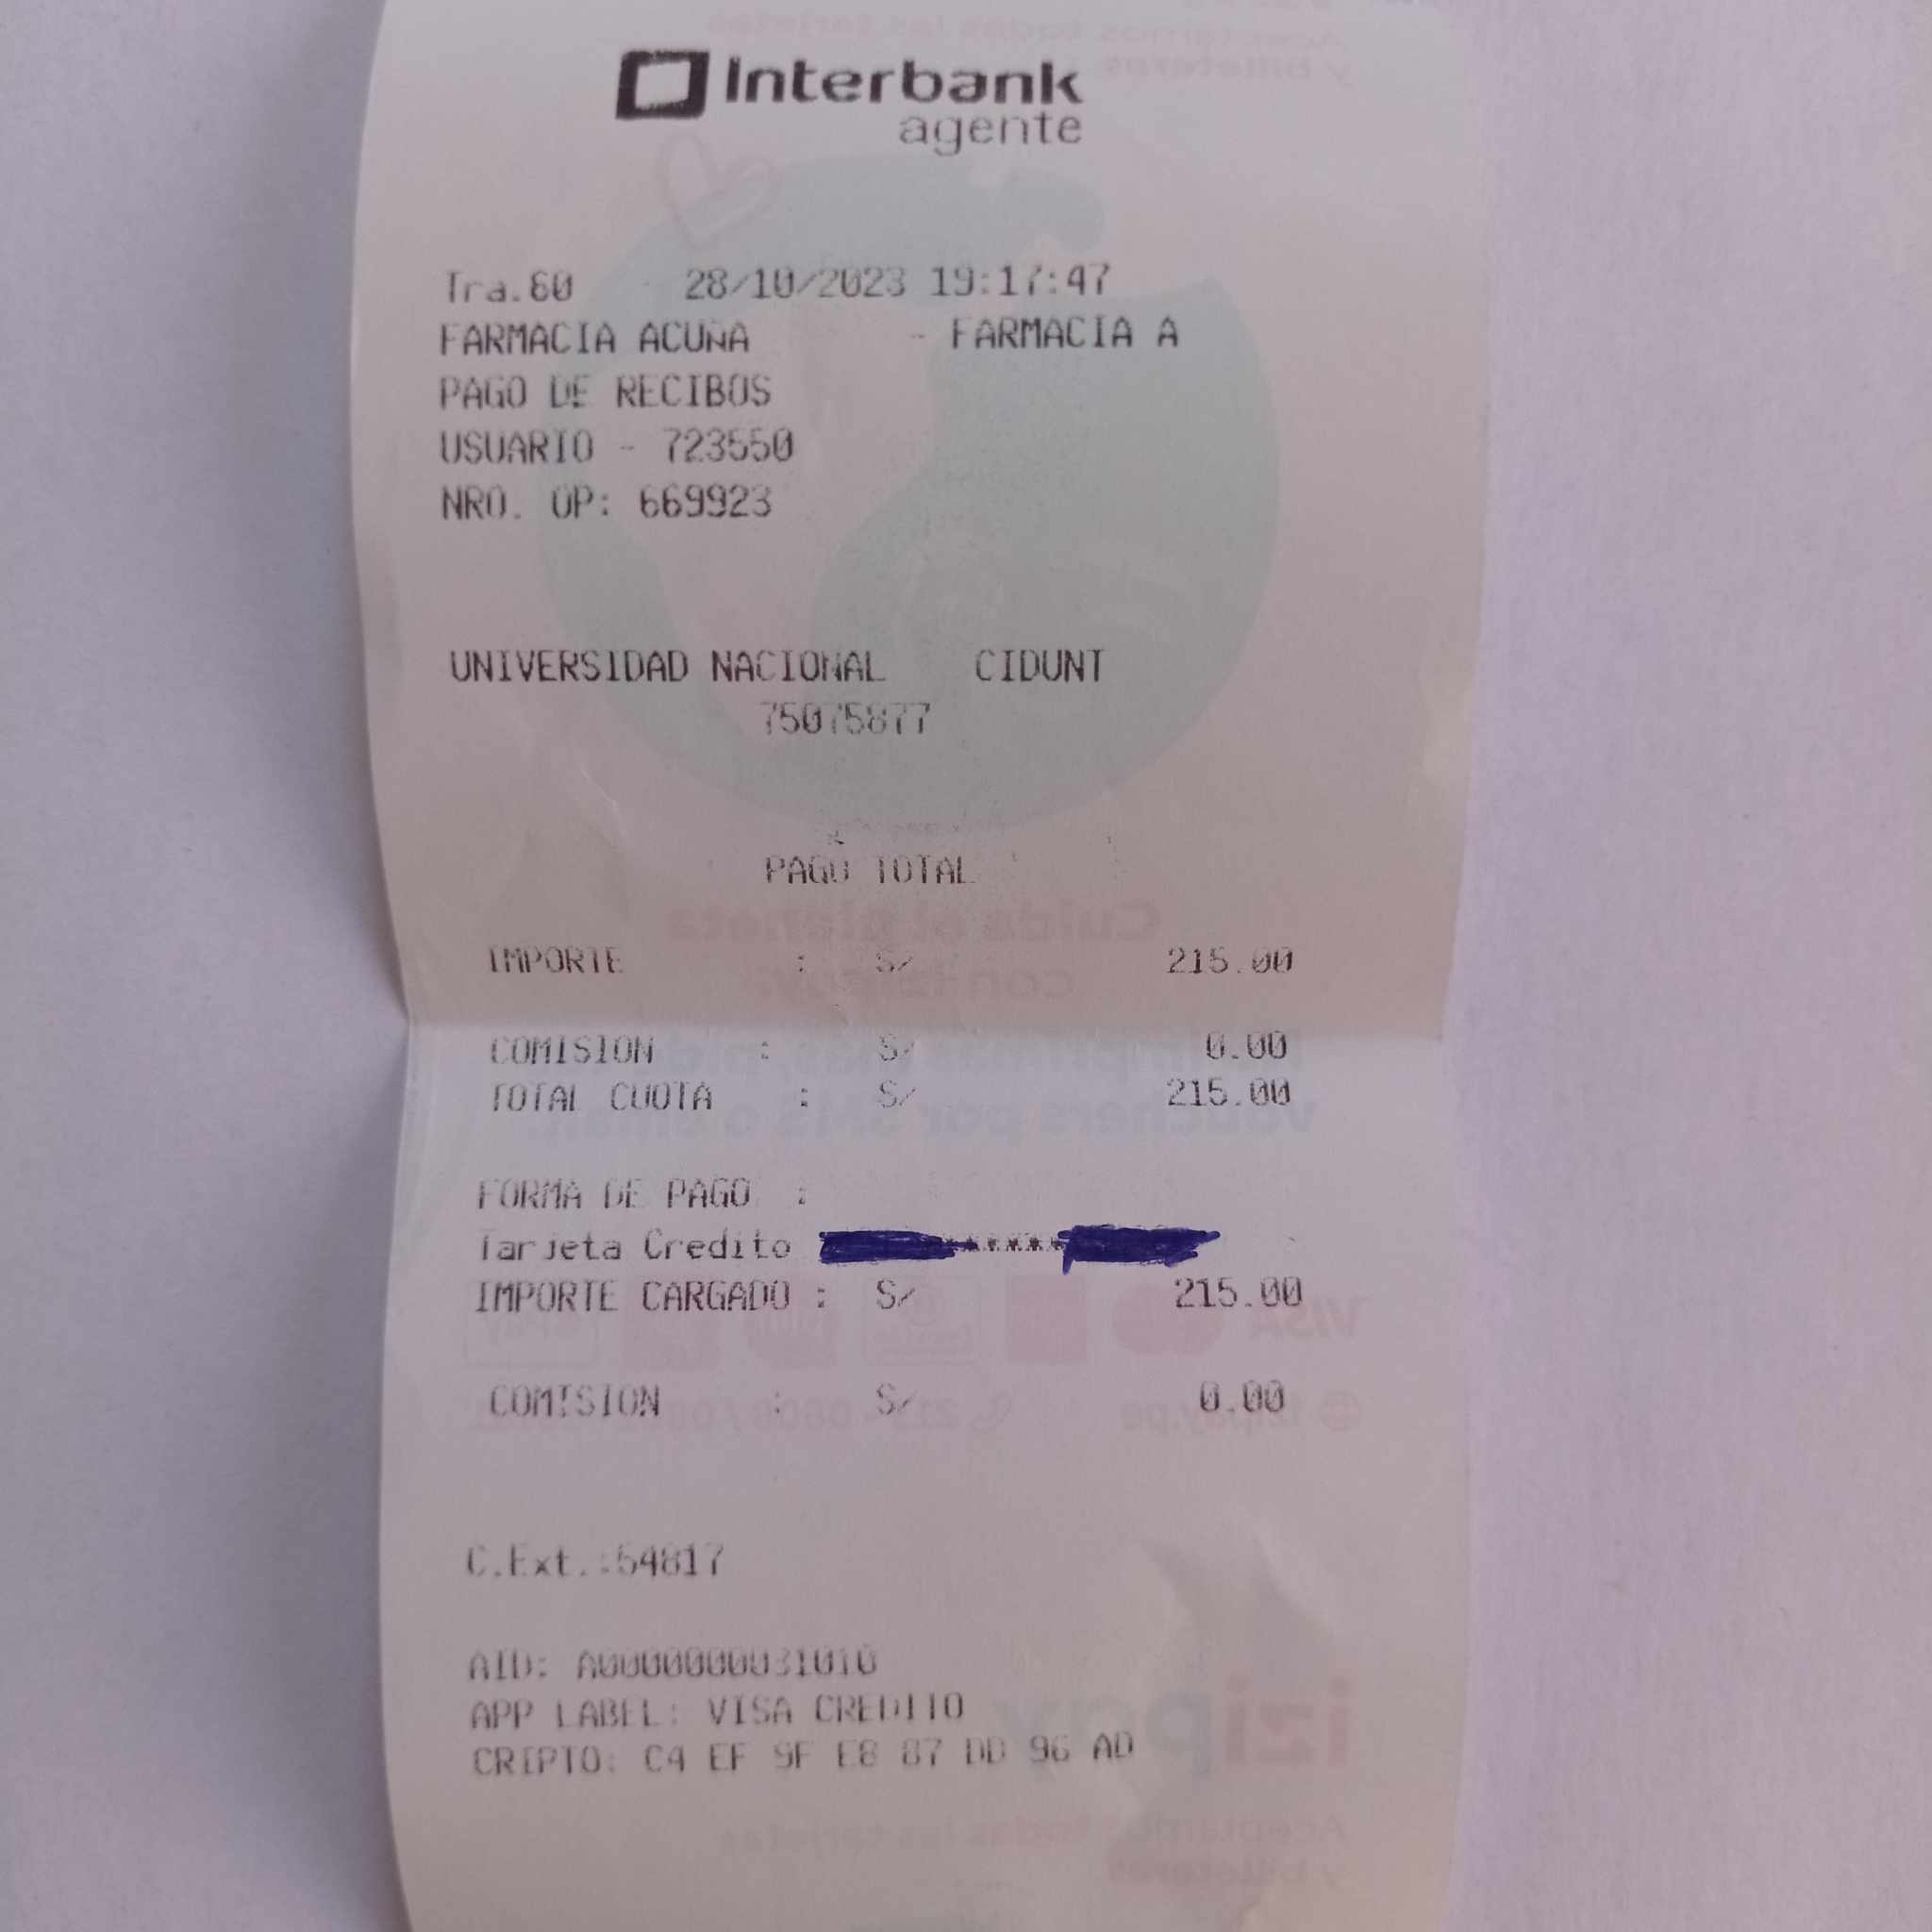 Interbank
agente
Tra.60 28/10/2023 19:17:47
FARMACIA ACUÑA - FARMACIA A
PAGO DE RECIBOS
USUARIO - 723550
NRO. OP: 669923
UNIVERSIDAD NACIONAL CIDUNT
75075877
PAGO TOTAL
IMPORTE : S/ 215.00
COMISION : S/ 0.00
TOTAL CUOTA : S/ 215.00
FORMA DE PAGO :
Tarjeta Credito ******
IMPORTE CARGADO : S/ 215.00
COMISION : S/ 0.00
C.Ext.:54817
AID: A0000000031010
APP LABEL: VISA CREDITO
CRIPTO: C4 EF 9F E8 87 DD 96 AD